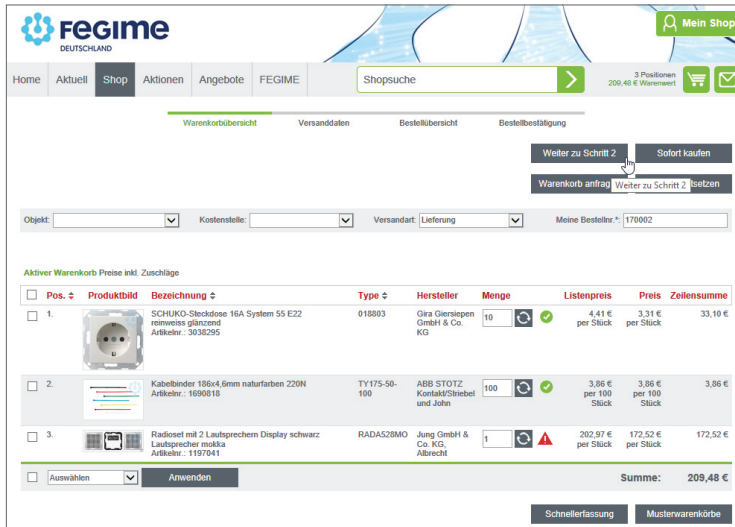 FEGIME
DEUTSCHLAND
Mein Shop
Home Aktuell Shop Aktionen Angebote FEGIME
Shopsuche
3 Positionen
209,48 € Warenwert
Warenkorbübersicht Versanddaten Bestellübersicht Bestellbestätigung
Weiter zu Schritt 2 Sofort kaufen
Warenkorb anfrag Weiter zu Schritt 2 tsetzen
Objekt: Kostenstelle: Versandart: Lieferung Meine Bestellnr.*: 170002
Aktiver Warenkorb Preise inkl. Zuschläge
Pos. Produktbild Bezeichnung Type Hersteller Menge Listenpreis Preis Zeilensumme
1. SCHUKO-Steckdose 16A System 55 E22 018803 Gira Giersiepen 10 4,41 € 3,31 € 33,10 €
reinweiss glänzend GmbH & Co. per Stück per Stück
Artikelnr.: 3038295 KG
2. Kabelbinder 186x4,6mm naturfarben 220N TY175-50- ABB STOTZ 100 3,86 € 3,86 € 3,86 €
Artikelnr.: 1690818 100 Kontakt/Striebel per 100 per 100
und John Stück Stück
3. Radioset mit 2 Lautsprechern Display schwarz RADA528MO Jung GmbH & 1 202,97 € 172,52 € 172,52 €
Lautsprecher mokka Co. KG, per Stück per Stück
Artikelnr.: 1197041 Albrecht
Auswählen Anwenden Summe: 209,48 €
Schnellerfassung Musterwarenkörbe